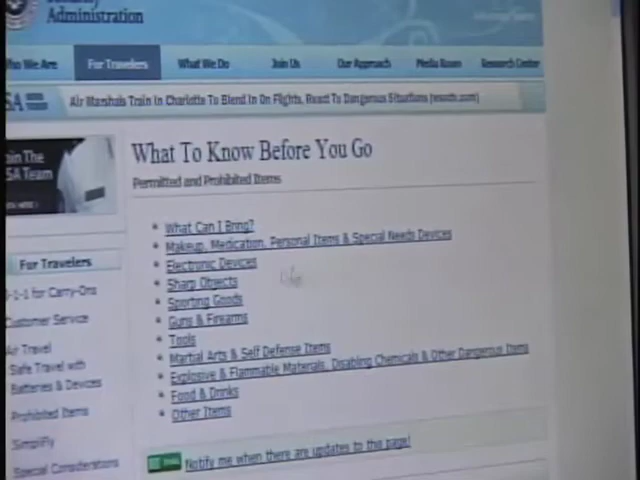 Administration
Who We Are For Travelers What We Do Join Us Our Approach Media Room Research Center
SA Air Marshals Train In Charlotte To Blend In On Flights, React To Dangerous Situations
oin The
SA Team
What To Know Before You Go
Permitted and Prohibited Items
What Can I Bring?
Makeup, Medication, Personal Items & Special Needs Devices
Electronic Devices
Sharp Objects
Sporting Goods
Guns & Firearms
Tools
Martial Arts & Self Defense Items
Explosive & Flammable Materials, Disabling Chemicals & Other Dangerous Items
Food & Drinks
Other Items
Notify me when there are updates to this page!
For Travelers
3-1-1 for Carry-Ons
Customer Service
Air Travel
Safe Travel with
Batteries & Devices
Prohibited Items
Simplifly
Special Considerations